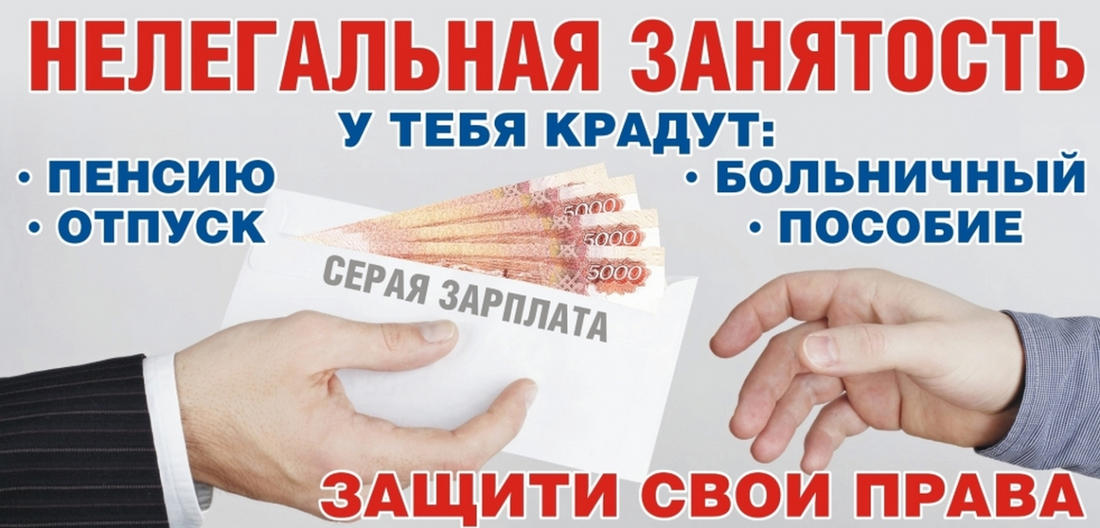 НЕЛЕГАЛЬНАЯ ЗАНЯТОСТЬ
У ТЕБЯ КРАДУТ:
• ПЕНСИЮ
• ОТПУСК
• БОЛЬНИЧНЫЙ
• ПОСОБИЕ
5000
5000
5000
СЕРАЯ ЗАРПЛАТА
ЗАЩИТИ СВОИ ПРАВА